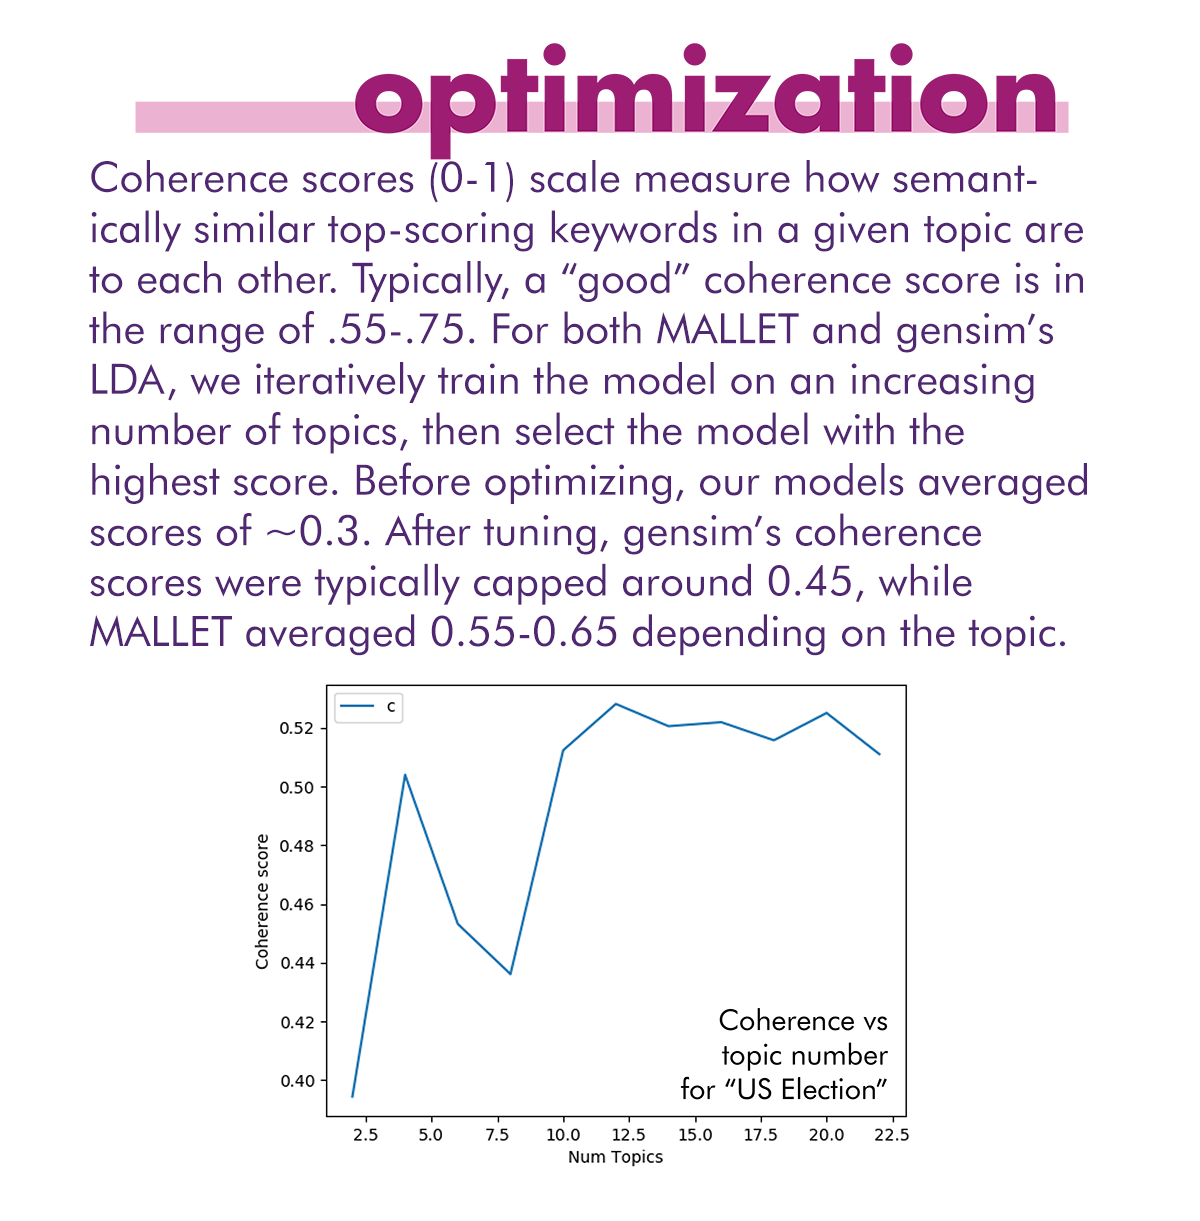 optimization
Coherence scores (0-1) scale measure how semant-
ically similar top-scoring keywords in a given topic are
to each other. Typically, a “good” coherence score is in
the range of .55-.75. For both MALLET and gensim’s
LDA, we iteratively train the model on an increasing
number of topics, then select the model with the
highest score. Before optimizing, our models averaged
scores of ~0.3. After tuning, gensim’s coherence
scores were typically capped around 0.45, while
MALLET averaged 0.55-0.65 depending on the topic.
c
0.52
0.50
0.48
0.46
0.44
0.42
0.40
Coherence score
Coherence vs
topic number
for “US Election”
2.5 5.0 7.5 10.0 12.5 15.0 17.5 20.0 22.5
Num Topics